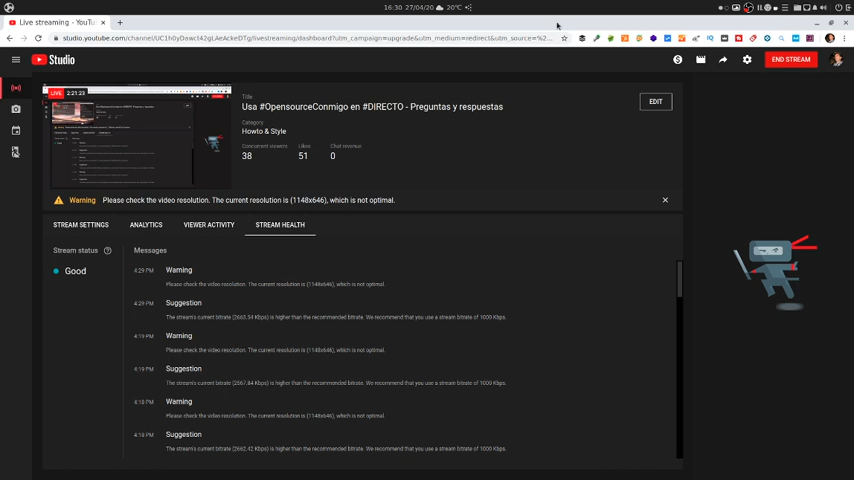 16:30 27/04/20 20°C
Live streaming - YouTu
studio.youtube.com/channel/UC1h0yDawct42gLAeAckeDTg/livestreaming/dashboard?utm_campaign=upgrade&utm_medium=redirect&utm_source=%2...
Studio
END STREAM
LIVE 2:21:23
Title
Usa #OpensourceConmigo en #DIRECTO - Preguntas y respuestas
EDIT
Category
Howto & Style
Concurrent viewers Likes Chat revenue
38 51 0
Warning Please check the video resolution. The current resolution is (1148x646), which is not optimal.
STREAM SETTINGS ANALYTICS VIEWER ACTIVITY STREAM HEALTH
Stream status
Good
Messages
4:29 PM Warning
Please check the video resolution. The current resolution is (1148x646), which is not optimal.
4:29 PM Suggestion
The stream's current bitrate (2663.54 Kbps) is higher than the recommended bitrate. We recommend that you use a stream bitrate of 1000 Kbps.
4:19 PM Warning
Please check the video resolution. The current resolution is (1148x646), which is not optimal.
4:19 PM Suggestion
The stream's current bitrate (2567.84 Kbps) is higher than the recommended bitrate. We recommend that you use a stream bitrate of 1000 Kbps.
4:18 PM Warning
Please check the video resolution. The current resolution is (1148x646), which is not optimal.
4:18 PM Suggestion
The stream's current bitrate (2662.42 Kbps) is higher than the recommended bitrate. We recommend that you use a stream bitrate of 1000 Kbps.